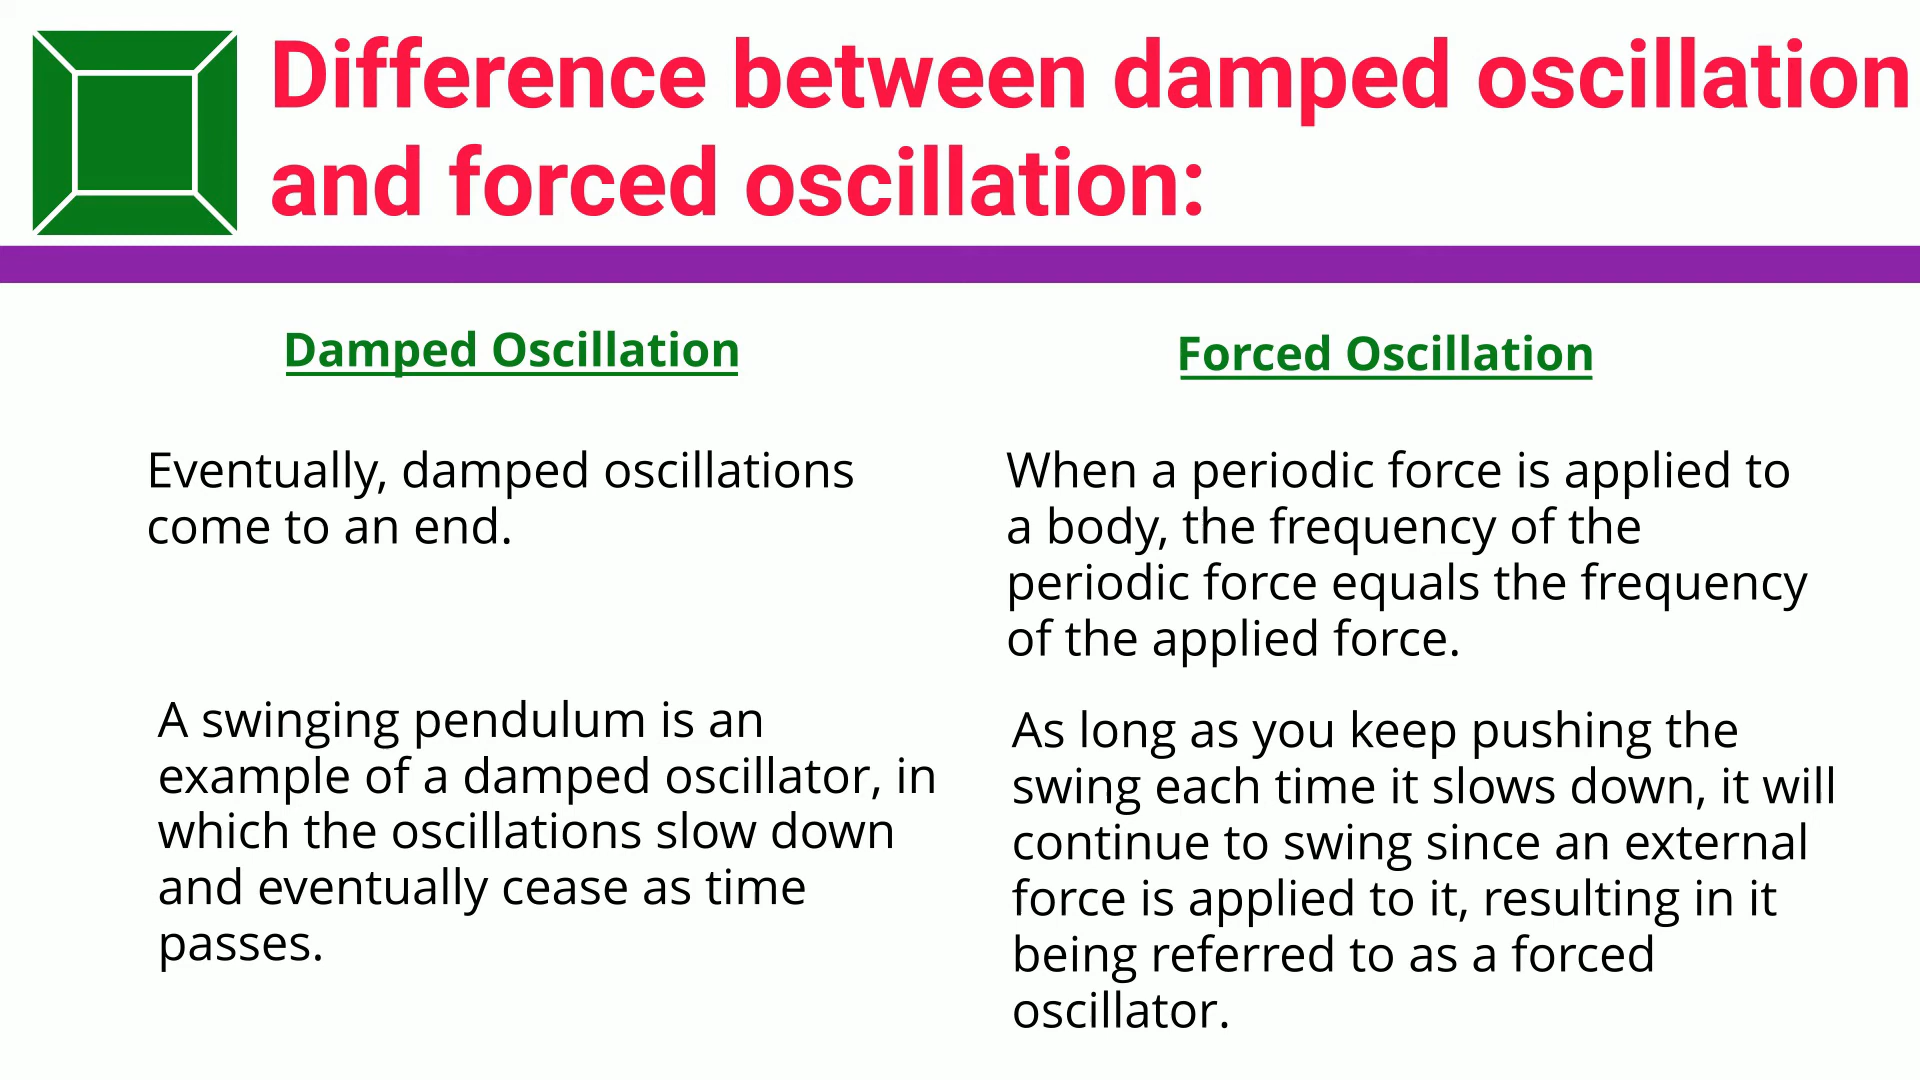 Difference between damped oscillation
and forced oscillation:
Damped Oscillation
Eventually, damped oscillations
come to an end.
A swinging pendulum is an
example of a damped oscillator, in
which the oscillations slow down
and eventually cease as time
passes.
Forced Oscillation
When a periodic force is applied to
a body, the frequency of the
periodic force equals the frequency
of the applied force.
As long as you keep pushing the
swing each time it slows down, it will
continue to swing since an external
force is applied to it, resulting in it
being referred to as a forced
oscillator.